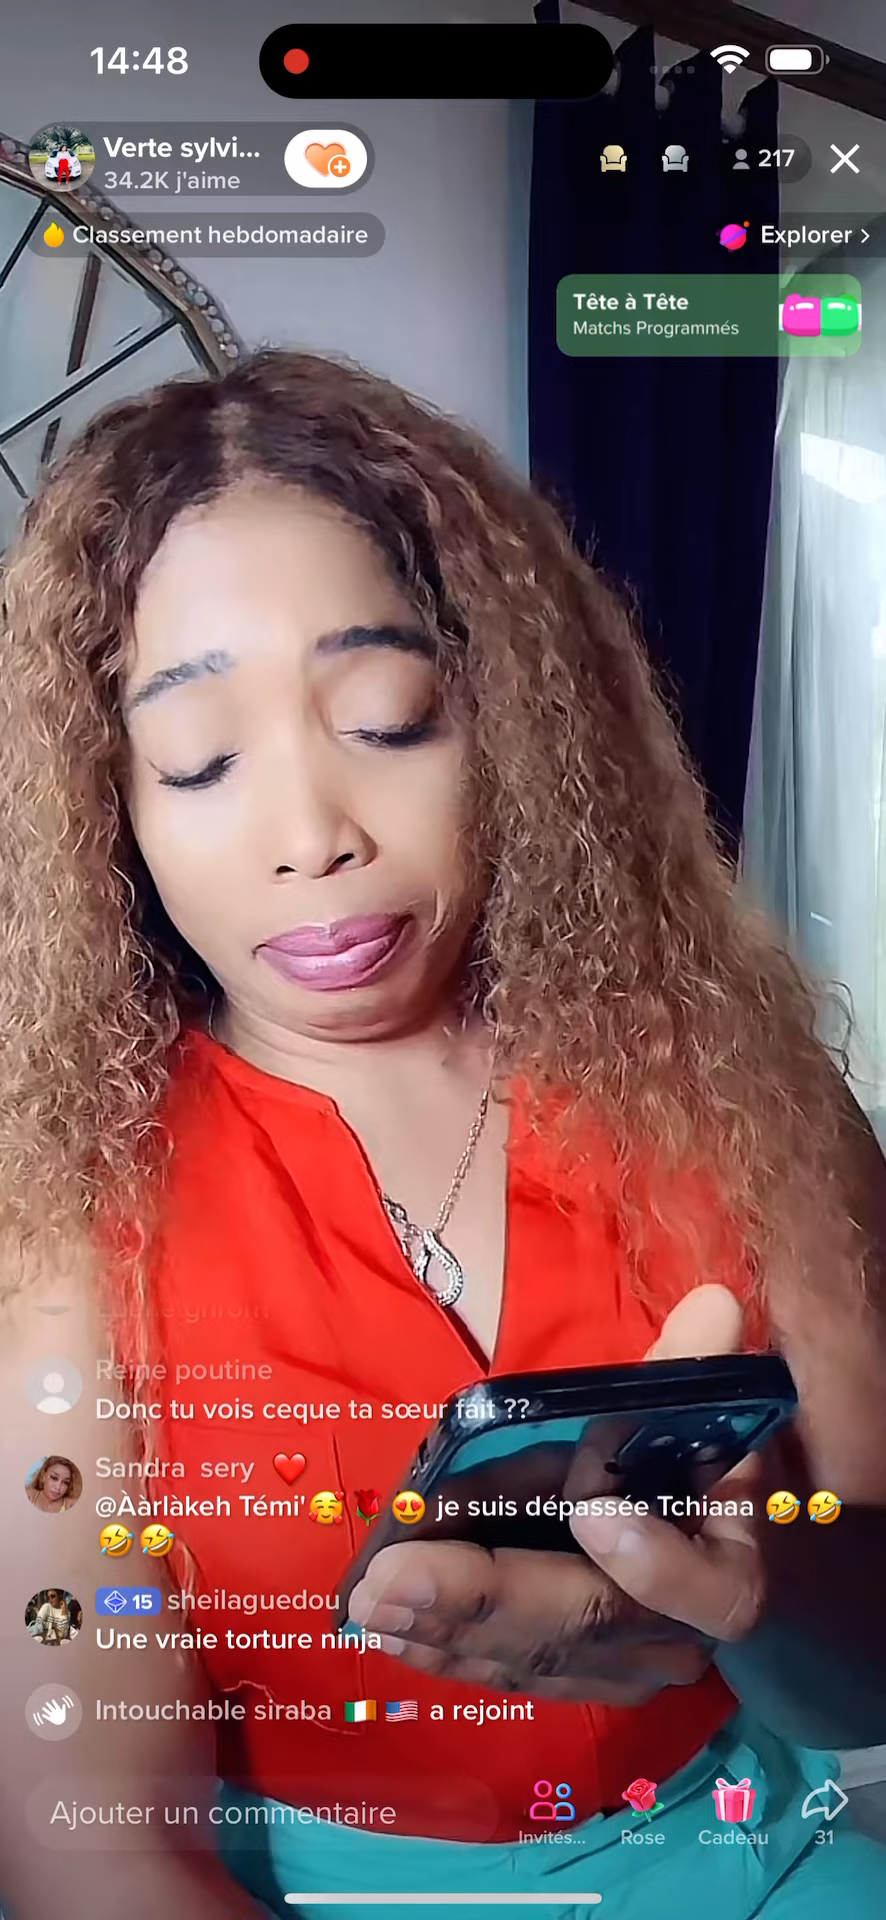 14:48
Verte sylvi...
34.2K j'aime
217
Classement hebdomadaire
Explorer >
Tête à Tête
Matchs Programmés
Reine poutine
Donc tu vois ceque ta sœur fait ??
Sandra sery ❤️
@Ààrlàkeh Témi'🥰🌹😍 je suis dépassée Tchiaaa 🤣🤣
🤣🤣
15 sheilaguedou
Une vraie torture ninja
Intouchable siraba 🇮🇪 🇺🇸 a rejoint
Ajouter un commentaire
Invités...
Rose
Cadeau
31